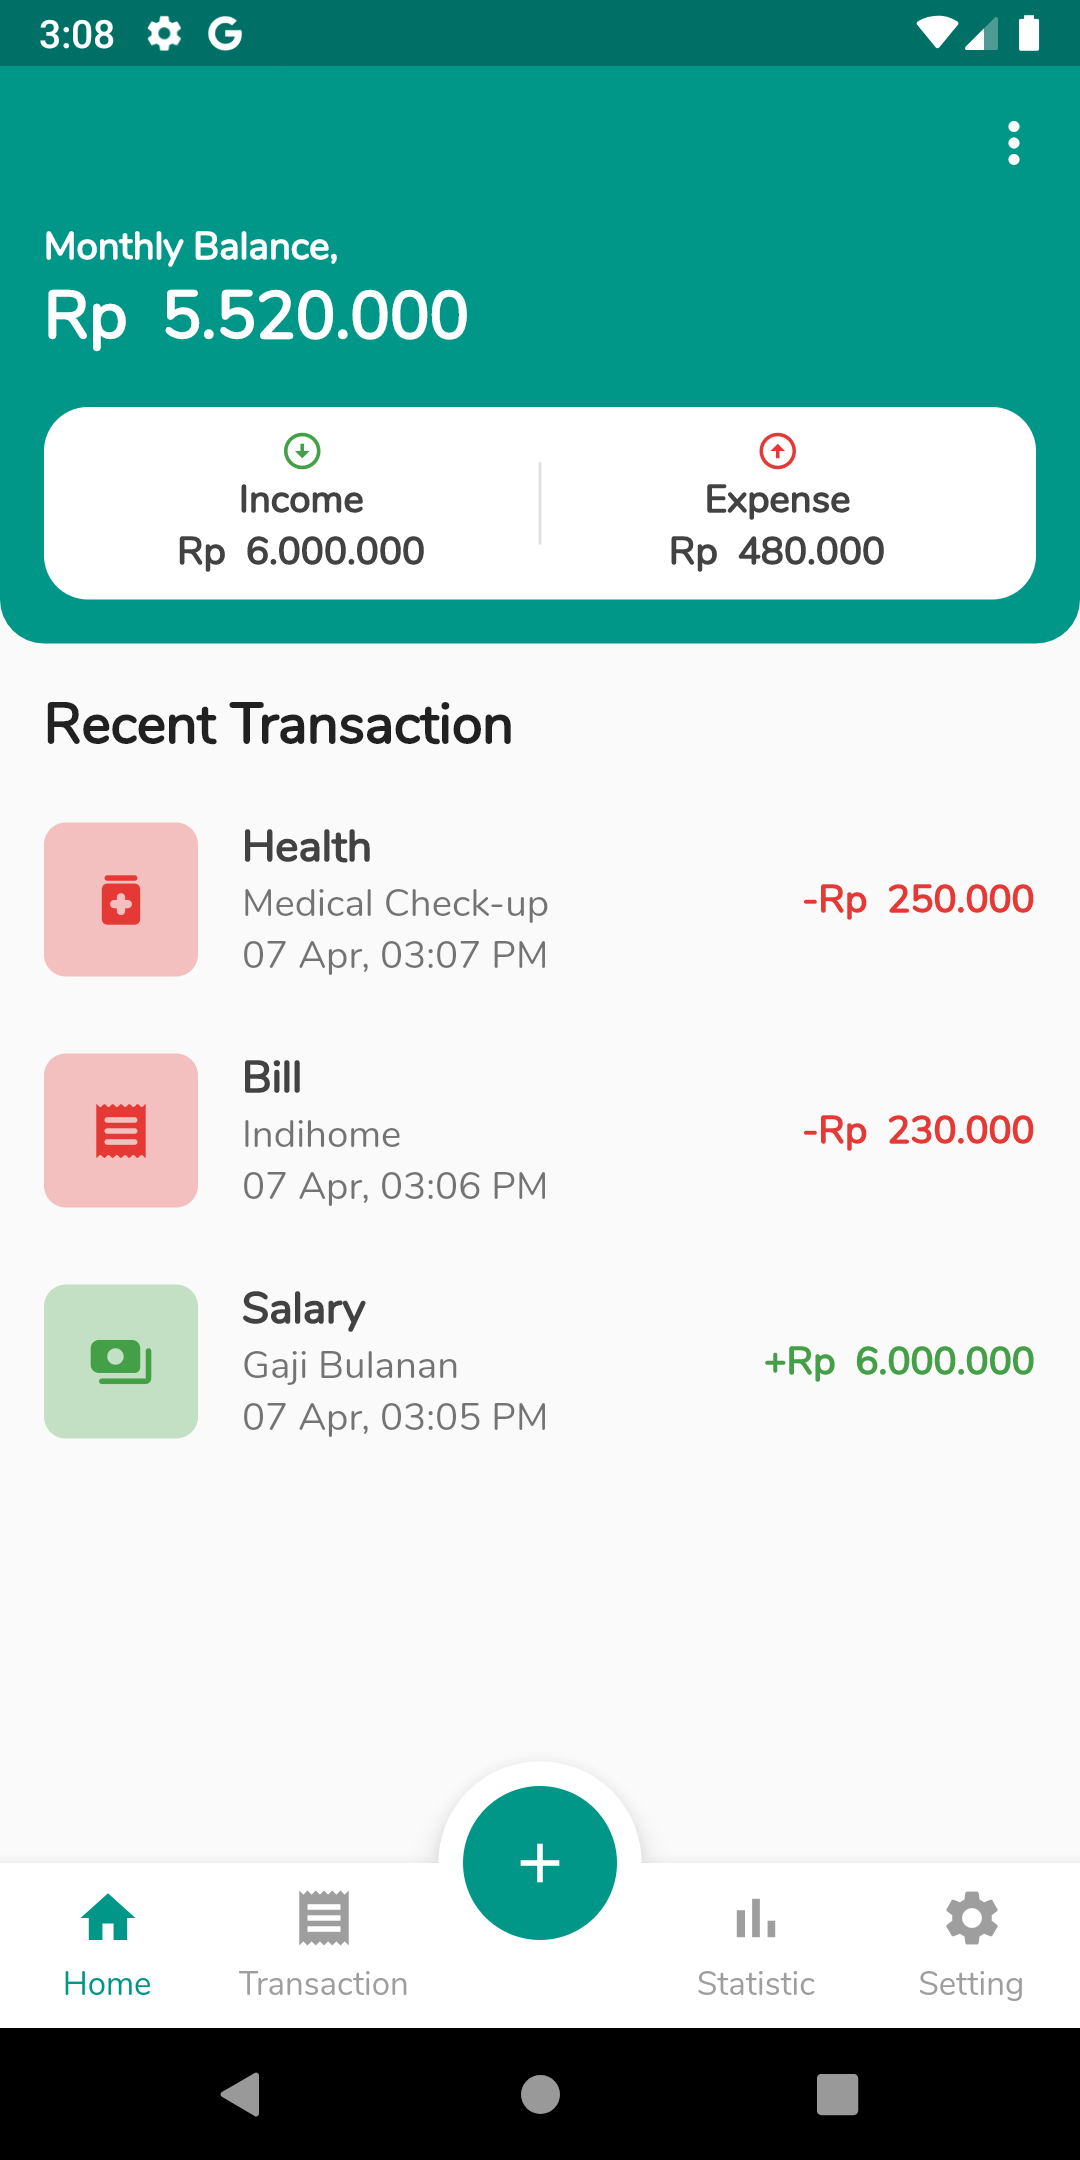 3:08
Monthly Balance,
Rp 5.520.000
Income
Rp 6.000.000
Expense
Rp 480.000
Recent Transaction
Health
Medical Check-up
07 Apr, 03:07 PM
-Rp 250.000
Bill
Indihome
07 Apr, 03:06 PM
-Rp 230.000
Salary
Gaji Bulanan
07 Apr, 03:05 PM
+Rp 6.000.000
Home
Transaction
Statistic
Setting